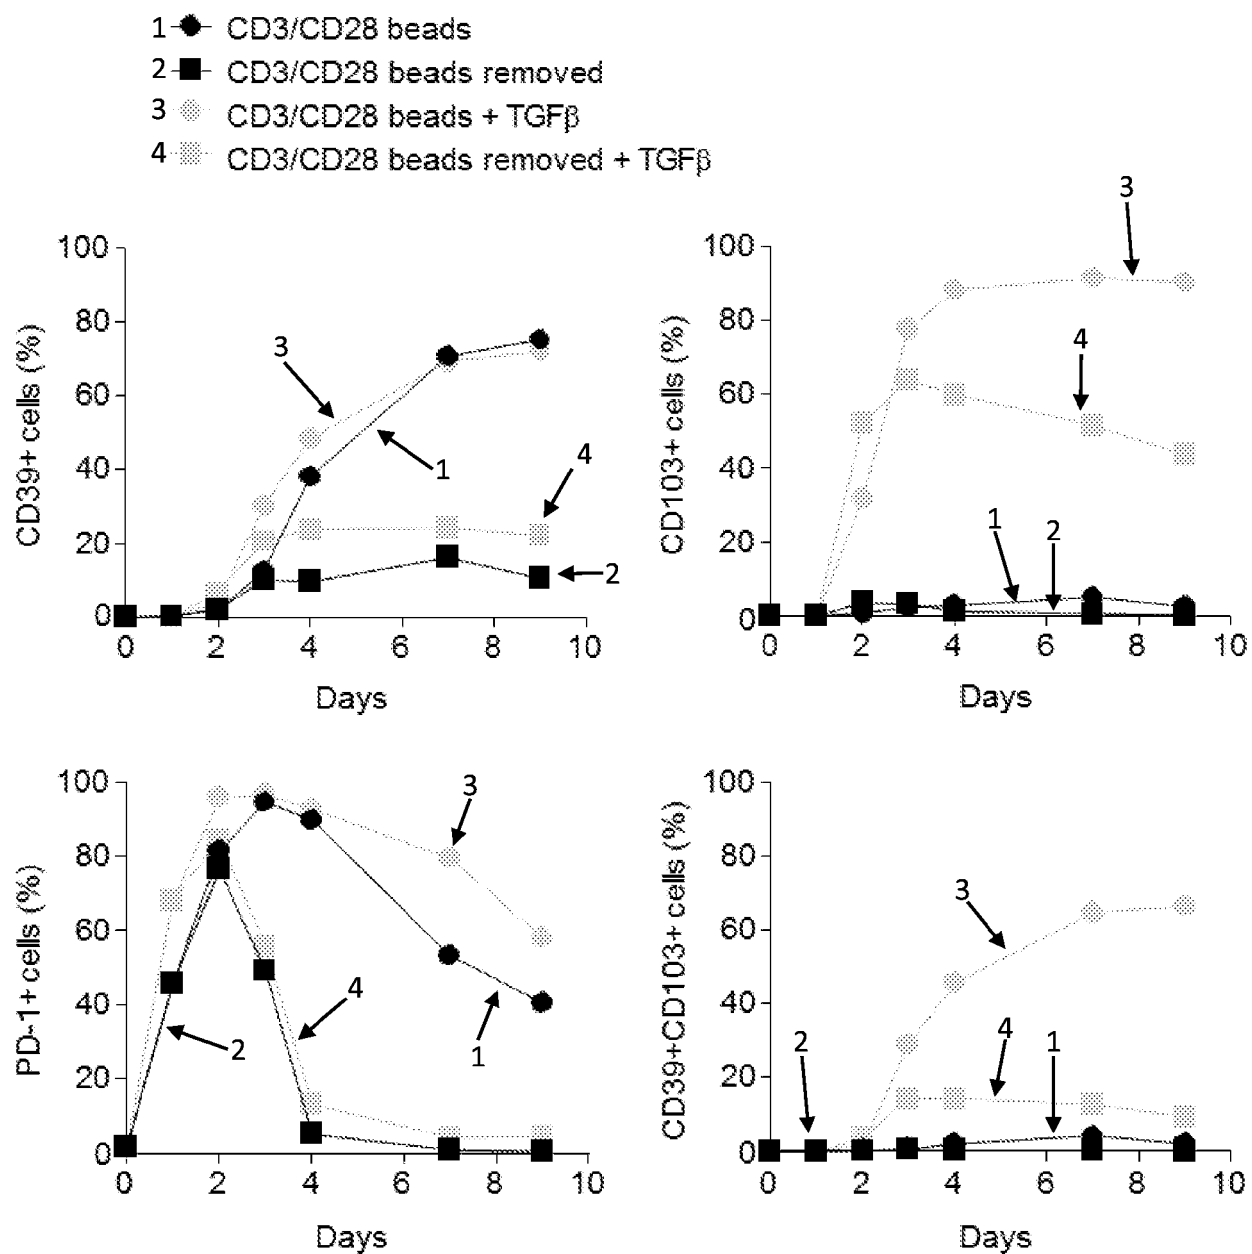 1 CD3/CD28 beads
2 CD3/CD28 beads removed
3 CD3/CD28 beads + TGFβ
4 CD3/CD28 beads removed + TGFβ
CD39+ cells (%)
100
80
60
40
20
0
0 2 4 6 8 10
Days
3
1
4
2
CD103+ cells (%)
100
80
60
40
20
0
0 2 4 6 8 10
Days
3
4
1
2
PD-1+ cells (%)
100
80
60
40
20
0
0 2 4 6 8 10
Days
3
4
2
1
CD39+CD103+ cells (%)
100
80
60
40
20
0
0 2 4 6 8 10
Days
3
2
4
1